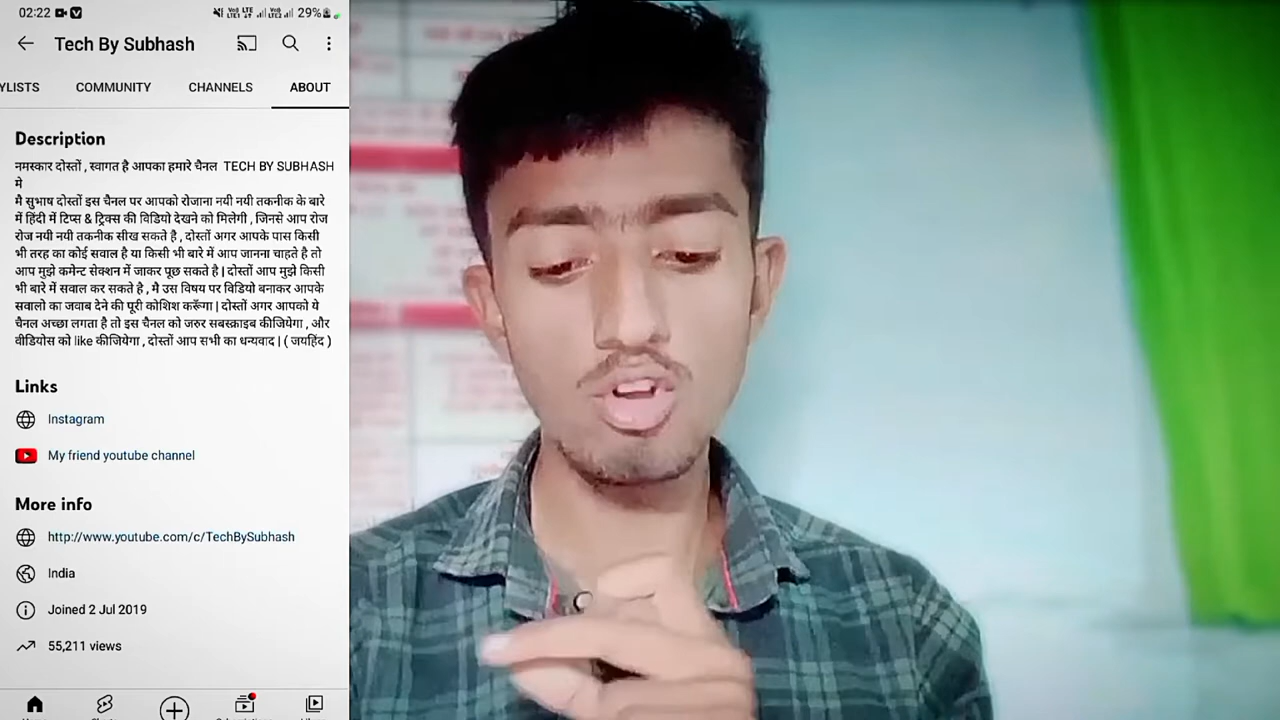 02:22
Vo) LTE
LTE1
Vo)
LTE2
29%
Tech By Subhash
YLISTS
COMMUNITY
CHANNELS
ABOUT
Description
नमस्कार दोस्तों , स्वागत है आपका हमारे चैनल TECH BY SUBHASH
मे
मै सुभाष दोस्तों इस चैनल पर आपको रोजाना नयी नयी तकनीक के बारे
में हिंदी में टिप्स & ट्रिक्स की विडियो देखने को मिलेगी , जिनसे आप रोज
रोज नयी नयी तकनीक सीख सकते है , दोस्तों अगर आपके पास किसी
भी तरह का कोई सवाल है या किसी भी बारे में आप जानना चाहते है तो
आप मुझे कमेन्ट सेक्शन में जाकर पूछ सकते है | दोस्तों आप मुझे किसी
भी बारे में सवाल कर सकते है , मै उस विषय पर विडियो बनाकर आपके
सवालो का जवाब देने की पूरी कोशिश करूँगा | दोस्तों अगर आपको ये
चैनल अच्छा लगता है तो इस चैनल को जरुर सबस्क्राइब कीजियेगा , और
वीडियोस को like कीजियेगा , दोस्तों आप सभी का धन्यवाद | ( जयहिंद )
Links
Instagram
My friend youtube channel
More info
http://www.youtube.com/c/TechBySubhash
India
Joined 2 Jul 2019
55,211 views